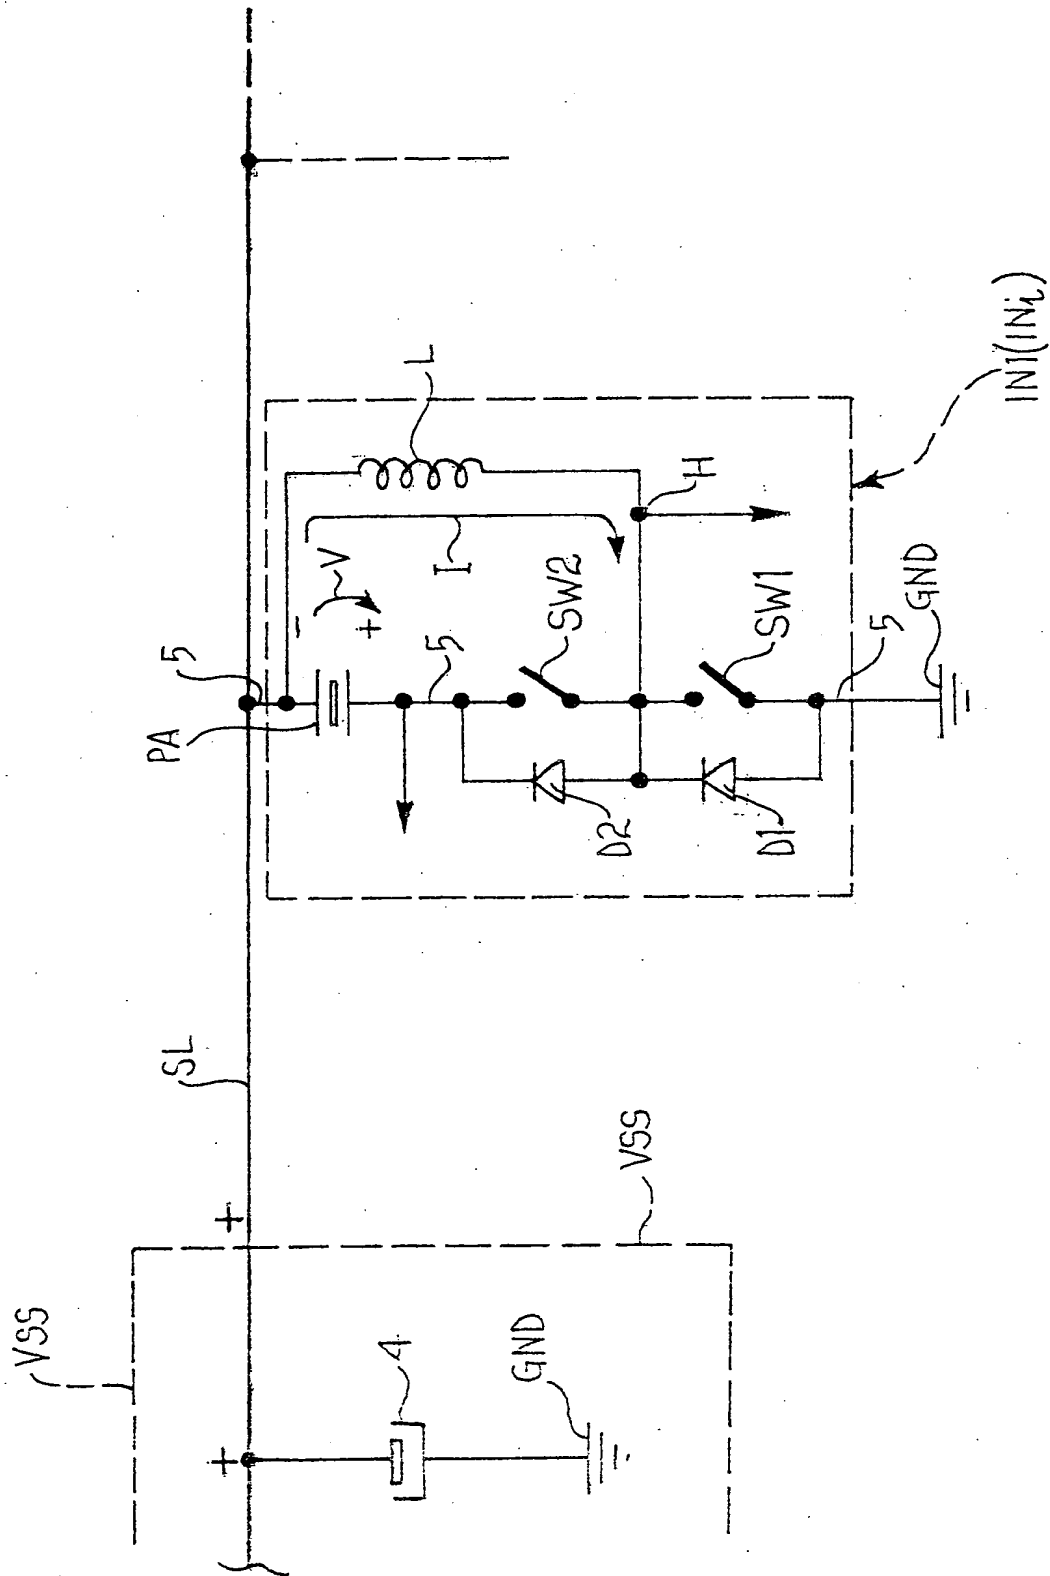 VSS
+
4
GND
VSS
+
SL
PA
5
D2
D1
-
V
+
5
I
SW2
SW1
L
H
5
GND
IN1(INi)